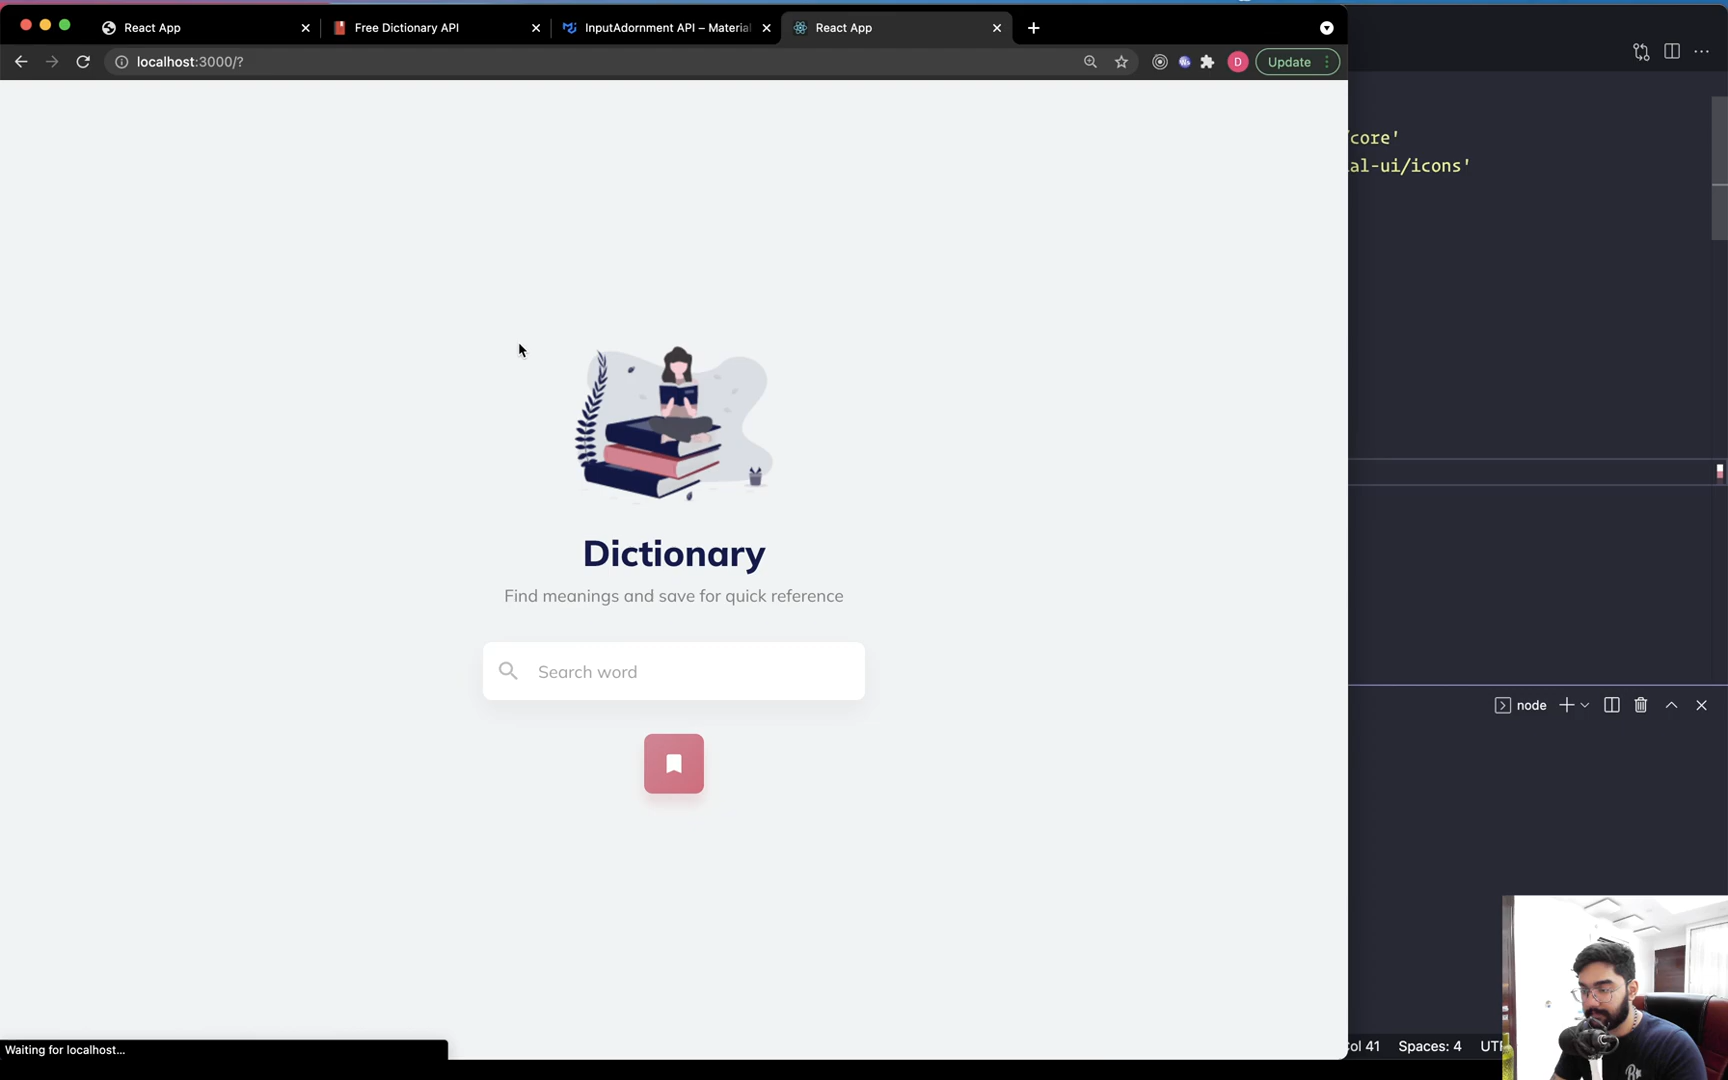 React App
Free Dictionary API
InputAdornment API – Material
React App
localhost:3000/?
D
Update
core'
al-ui/icons'
Dictionary
Find meanings and save for quick reference
Search word
node
Waiting for localhost...
Col 41
Spaces: 4
UTF